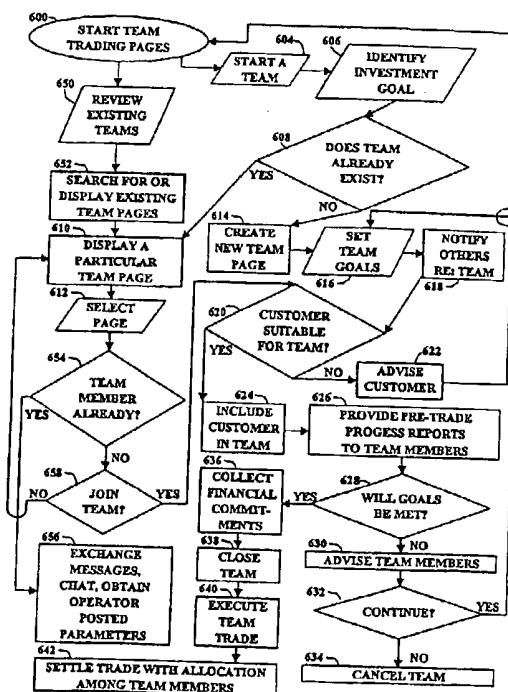 600
START TEAM
TRADING PAGES
604
START A
TEAM
606
IDENTIFY
INVESTMENT
GOAL
650
REVIEW
EXISTING
TEAMS
608
DOES TEAM
ALREADY
EXIST?
YES
NO
652
SEARCH FOR OR
DISPLAY EXISTING
TEAM PAGES
610
DISPLAY A
PARTICULAR
TEAM PAGE
614
CREATE
NEW TEAM
PAGE
SET
TEAM
GOALS
616
NOTIFY
OTHERS
RE: TEAM
618
612
SELECT
PAGE
620
CUSTOMER
SUITABLE
FOR TEAM?
YES
NO
622
ADVISE
CUSTOMER
654
TEAM
MEMBER
ALREADY?
YES
NO
624
INCLUDE
CUSTOMER
IN TEAM
626
PROVIDE PRE-TRADE
PROGESS REPORTS
TO TEAM MEMBERS
658
JOIN
TEAM?
NO
YES
636
COLLECT
FINANCIAL
COMMIT-
MENTS
628
WILL GOALS
BE MET?
YES
NO
656
EXCHANGE
MESSAGES,
CHAT, OBTAIN
OPERATOR
POSTED
PARAMETERS
638
CLOSE
TEAM
630
ADVISE TEAM MEMBERS
640
EXECUTE
TEAM
TRADE
632
CONTINUE?
YES
NO
642
SETTLE TRADE WITH ALLOCATION
AMONG TEAM MEMBERS
634
CANCEL TEAM